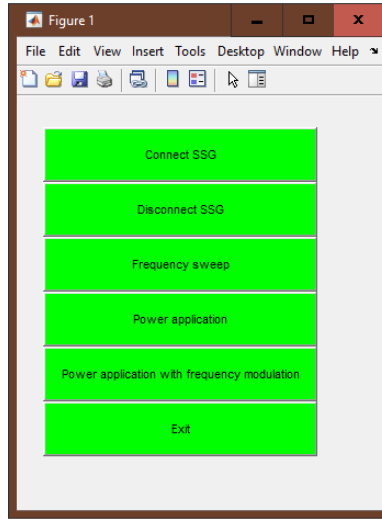 Figure 1
File Edit View Insert Tools Desktop Window Help
Connect SSG
Disconnect SSG
Frequency sweep
Power application
Power application with frequency modulation
Exit